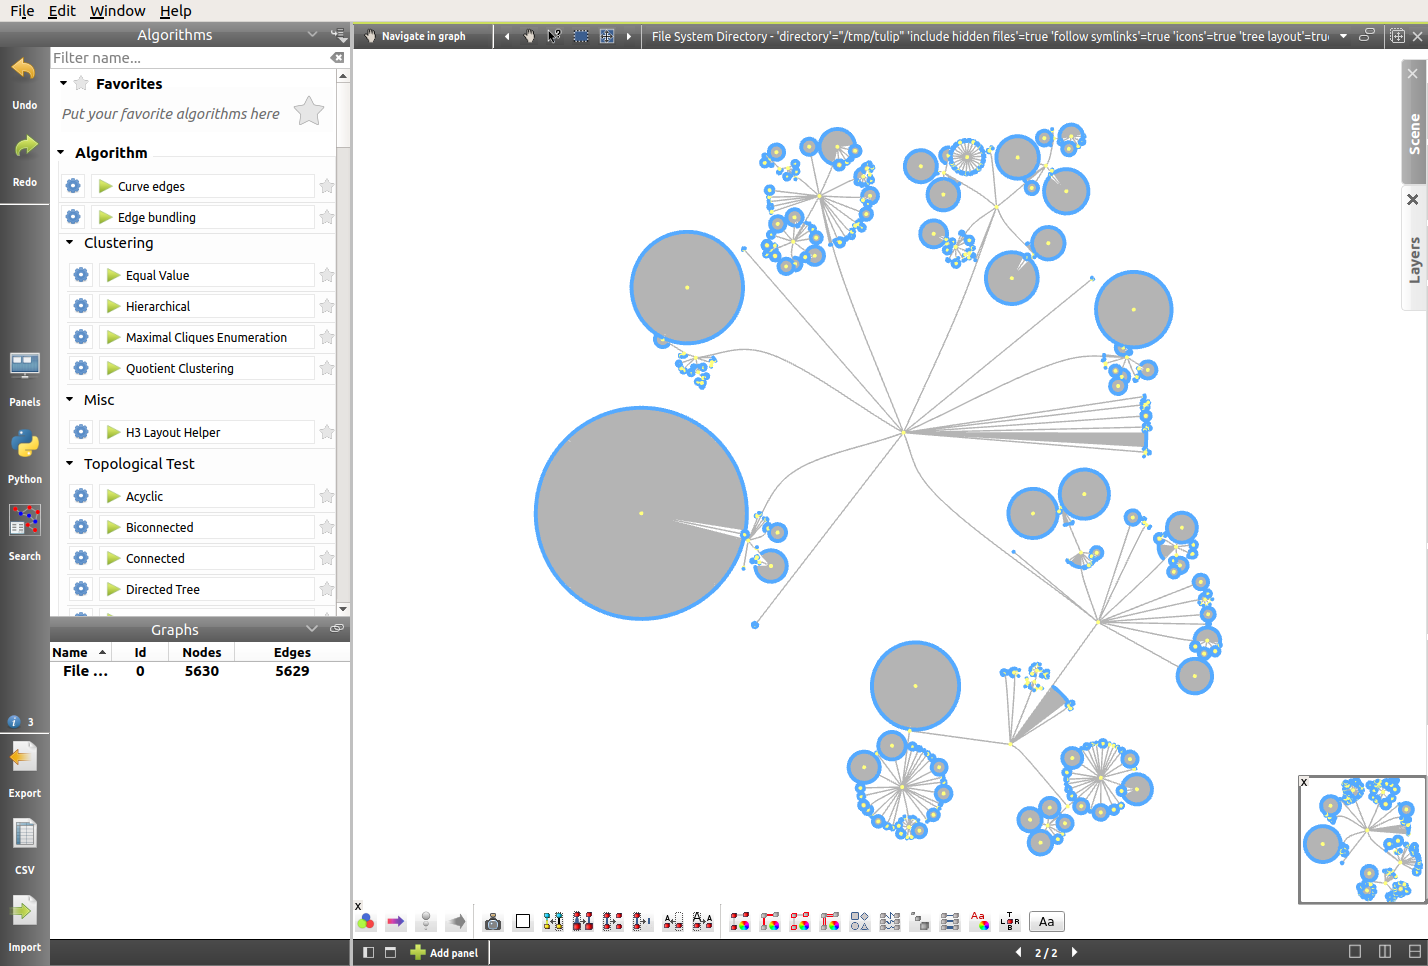 File Edit Window Help
Algorithms
Navigate in graph
File System Directory - 'directory'="/tmp/tulip" 'include hidden files'=true 'follow symlinks'=true 'icons'=true 'tree layout'=true
Filter name...
Undo
Redo
Panels
Python
Search
3
Export
CSV
Import
Favorites
Put your favorite algorithms here
Algorithm
Curve edges
Edge bundling
Clustering
Equal Value
Hierarchical
Maximal Cliques Enumeration
Quotient Clustering
Misc
H3 Layout Helper
Topological Test
Acyclic
Biconnected
Connected
Directed Tree
Graphs
Name Id Nodes Edges
File ... 0 5630 5629
Scene
Layers
x
x
Aa
Add panel
2 / 2